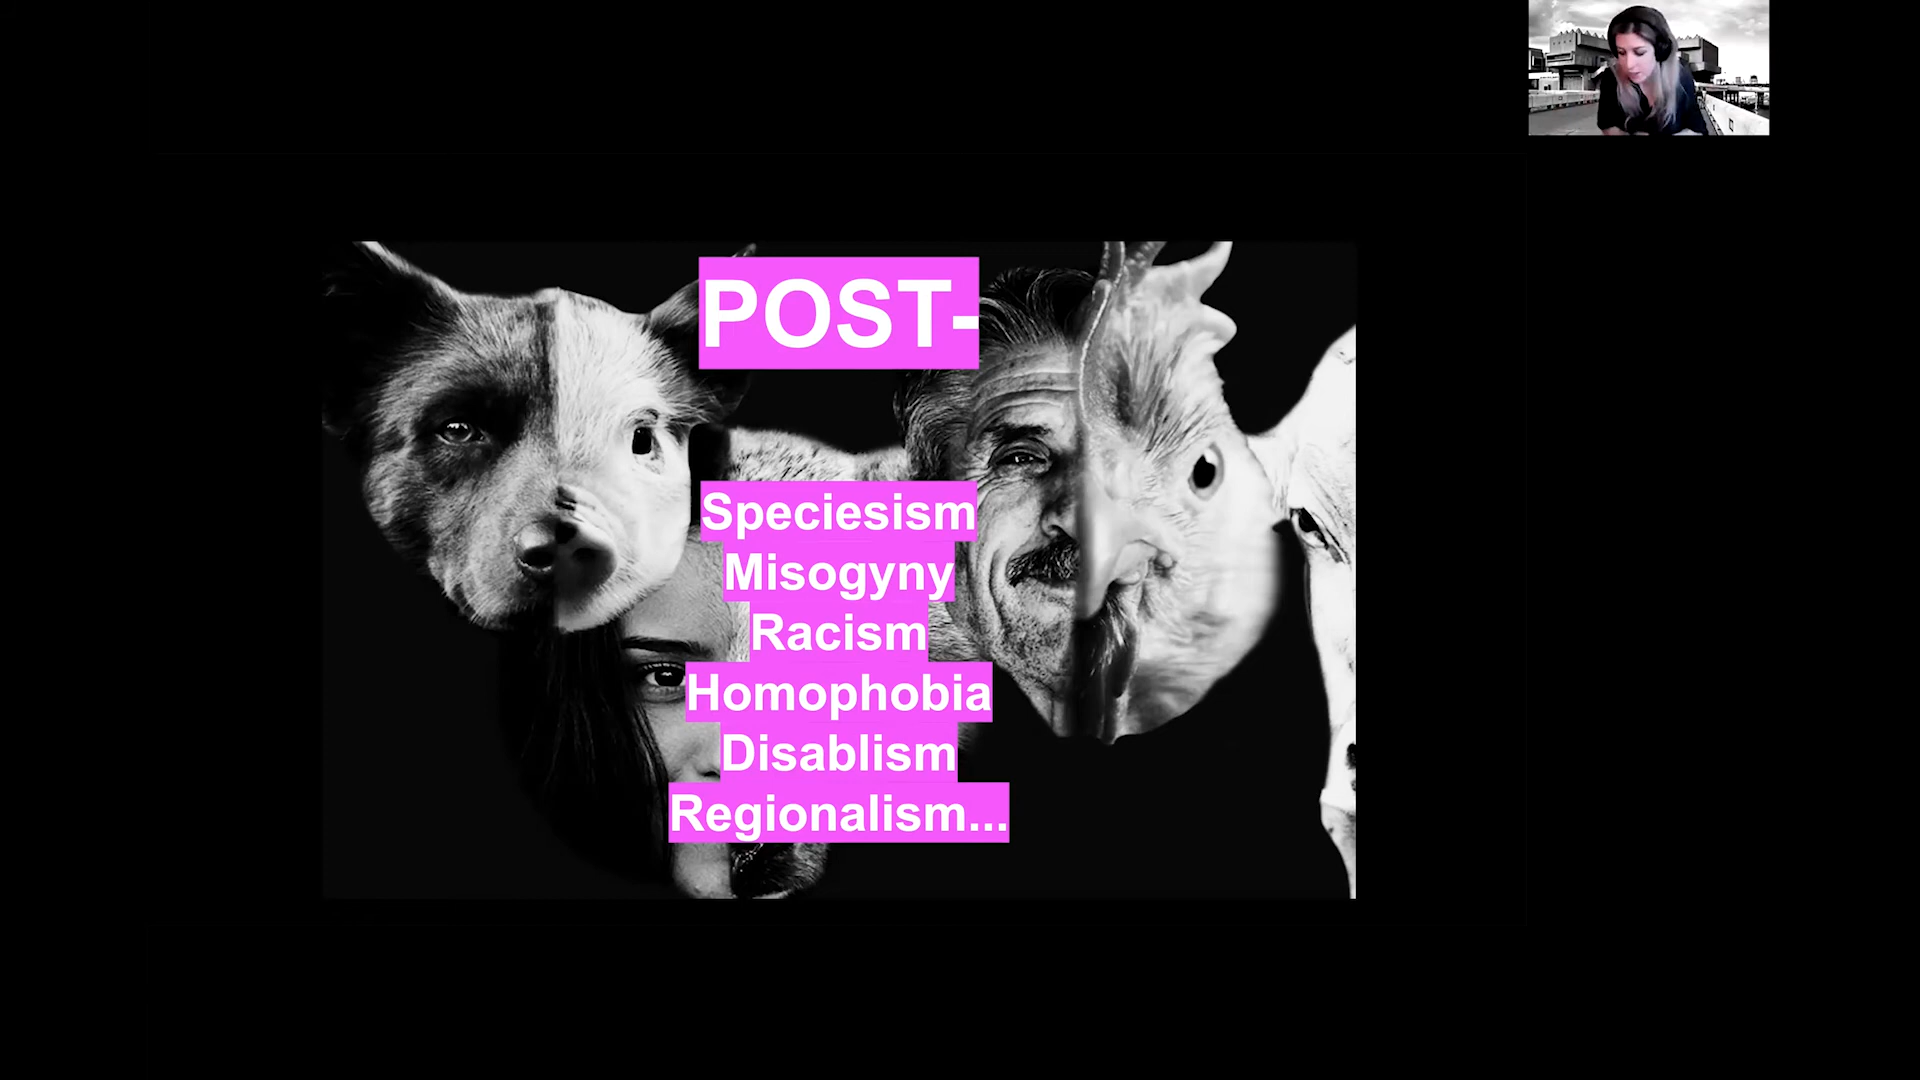 POST-
Speciesism
Misogyny
Racism
Homophobia
Disablism
Regionalism...